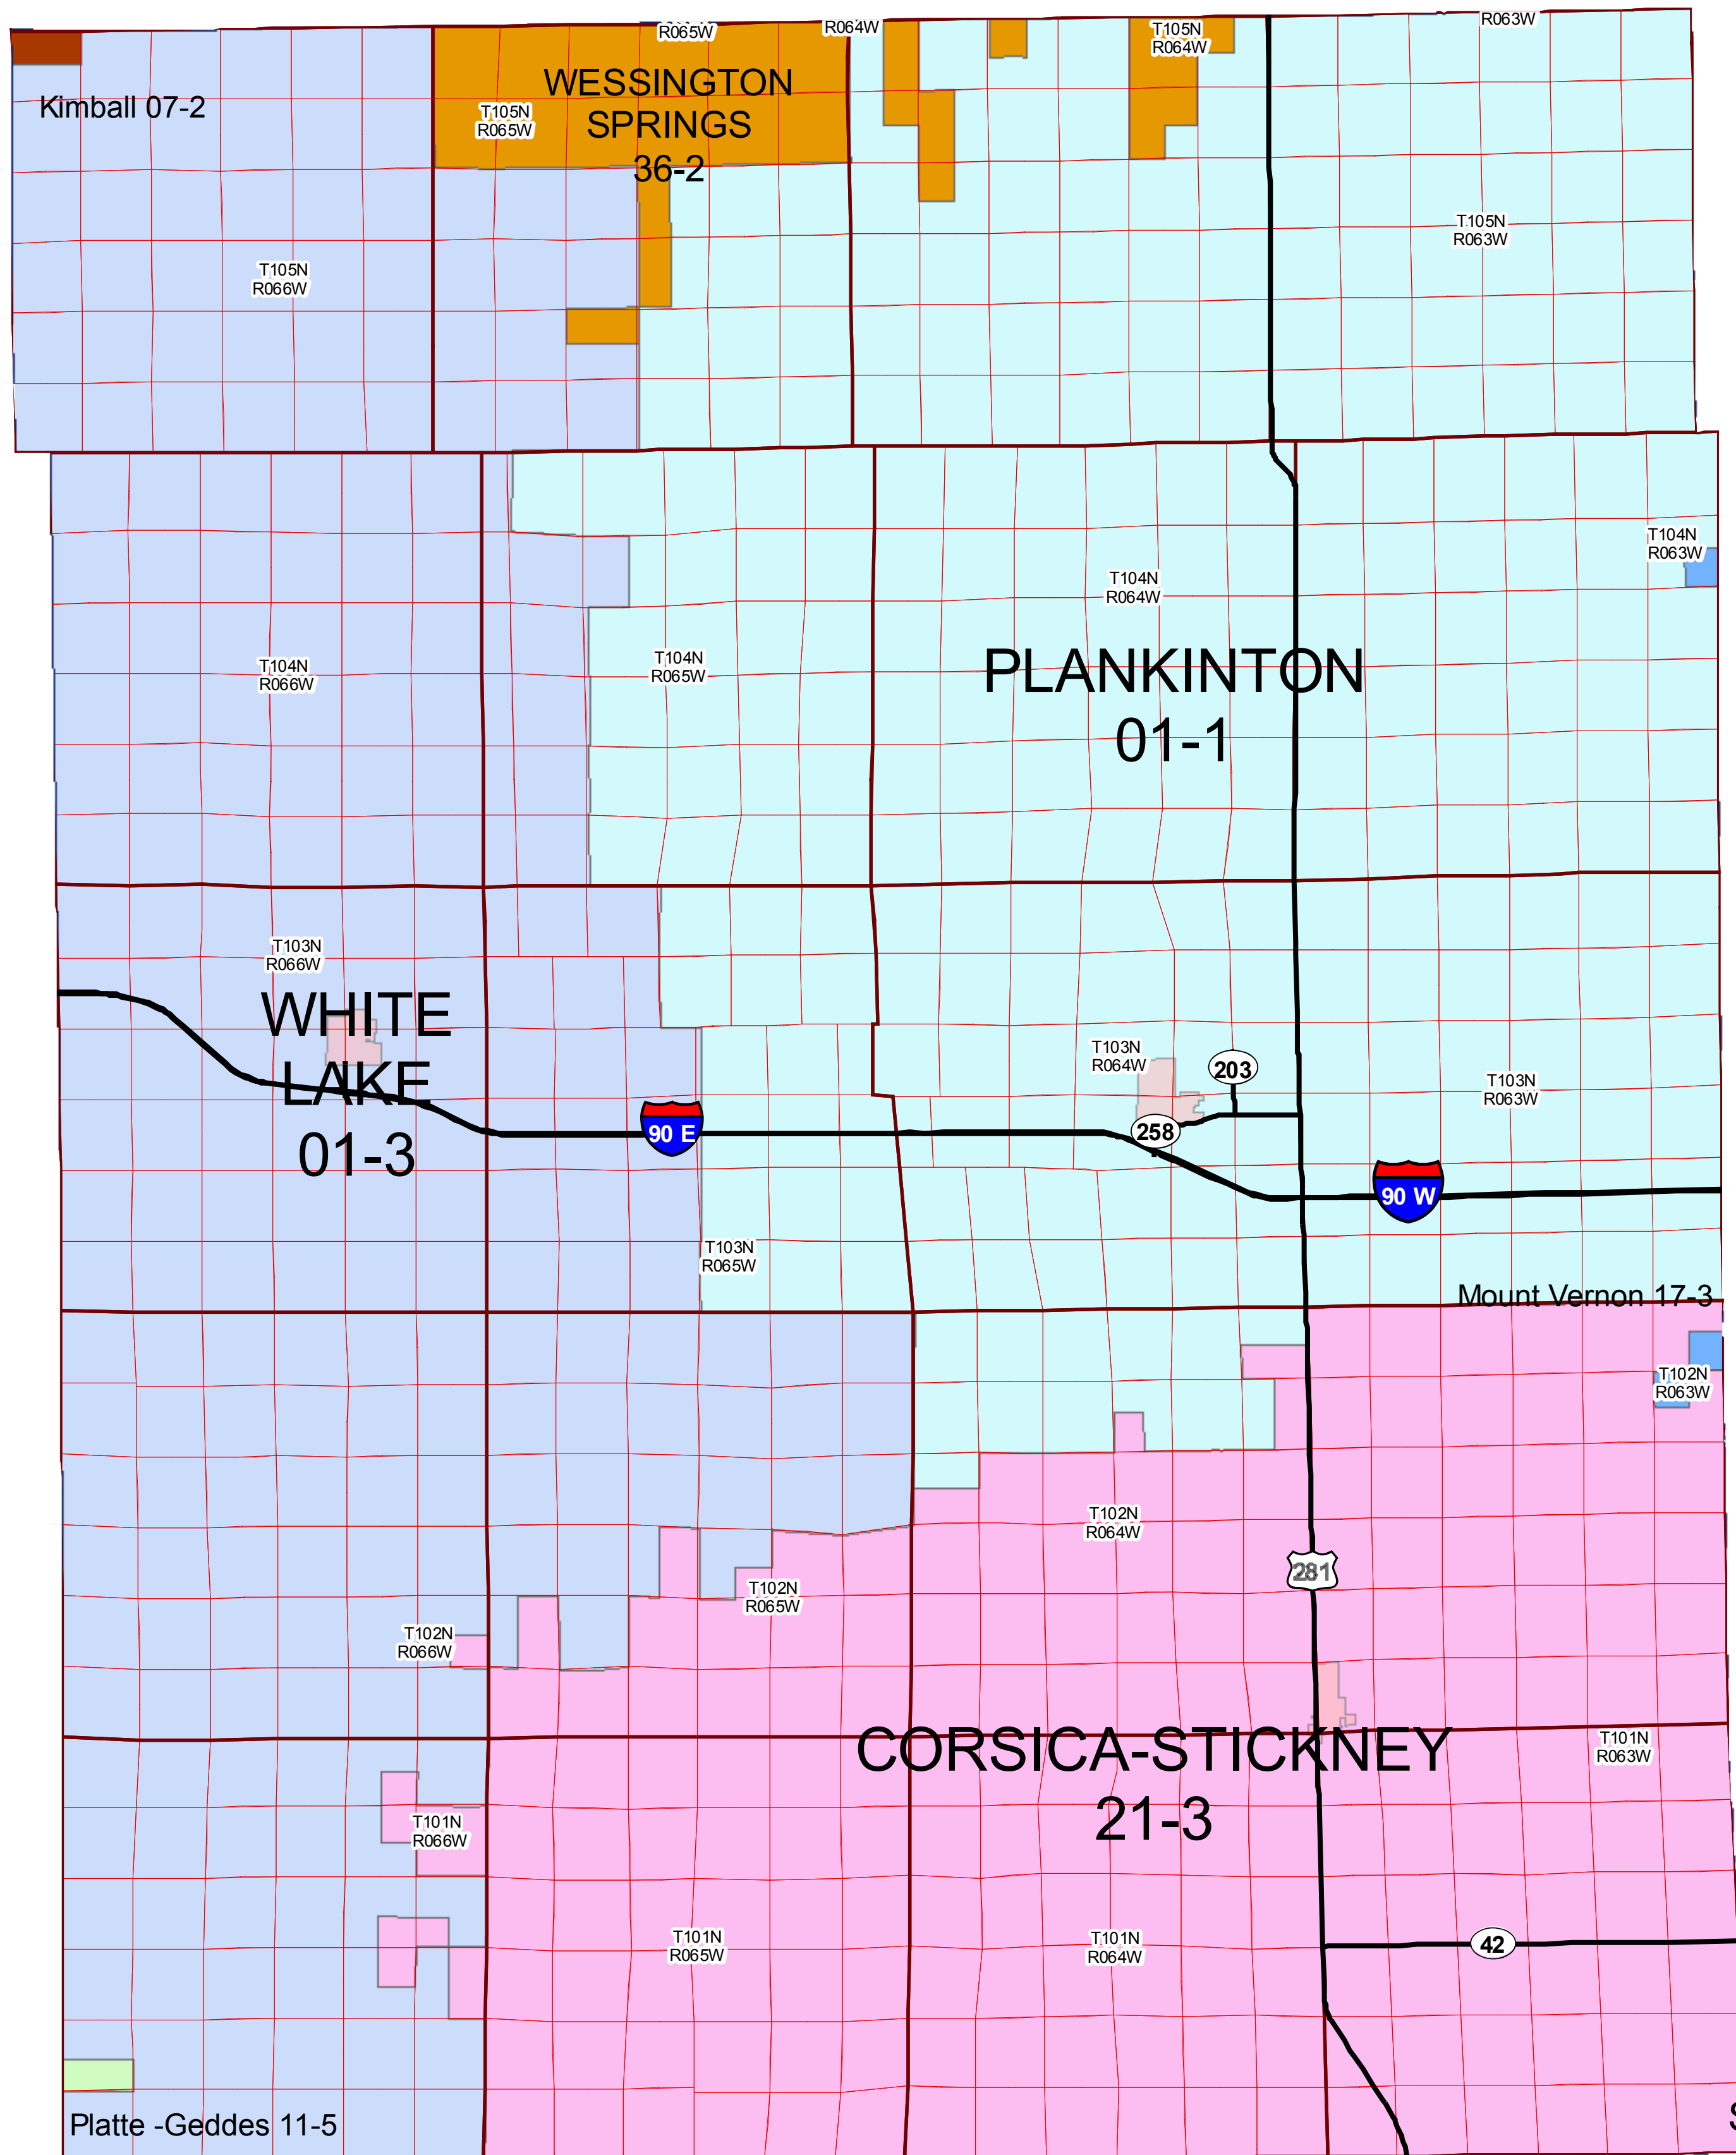 R065W
R064W
T105N
R064W
R063W
Kimball 07-2
WESSINGTON
SPRINGS
36-2
T105N
R065W
T105N
R066W
T105N
R063W
T104N
R063W
T104N
R064W
T104N
R066W
T104N
R065W
PLANKINTON
01-1
T103N
R066W
WHITE
LAKE
01-3
T103N
R064W
203
258
90 E
90 W
T103N
R063W
T103N
R065W
Mount Vernon 17-3
T102N
R063W
T102N
R064W
281
T102N
R065W
T102N
R066W
CORSICA-STICKNEY
21-3
T101N
R063W
T101N
R066W
T101N
R065W
T101N
R064W
42
Platte -Geddes 11-5